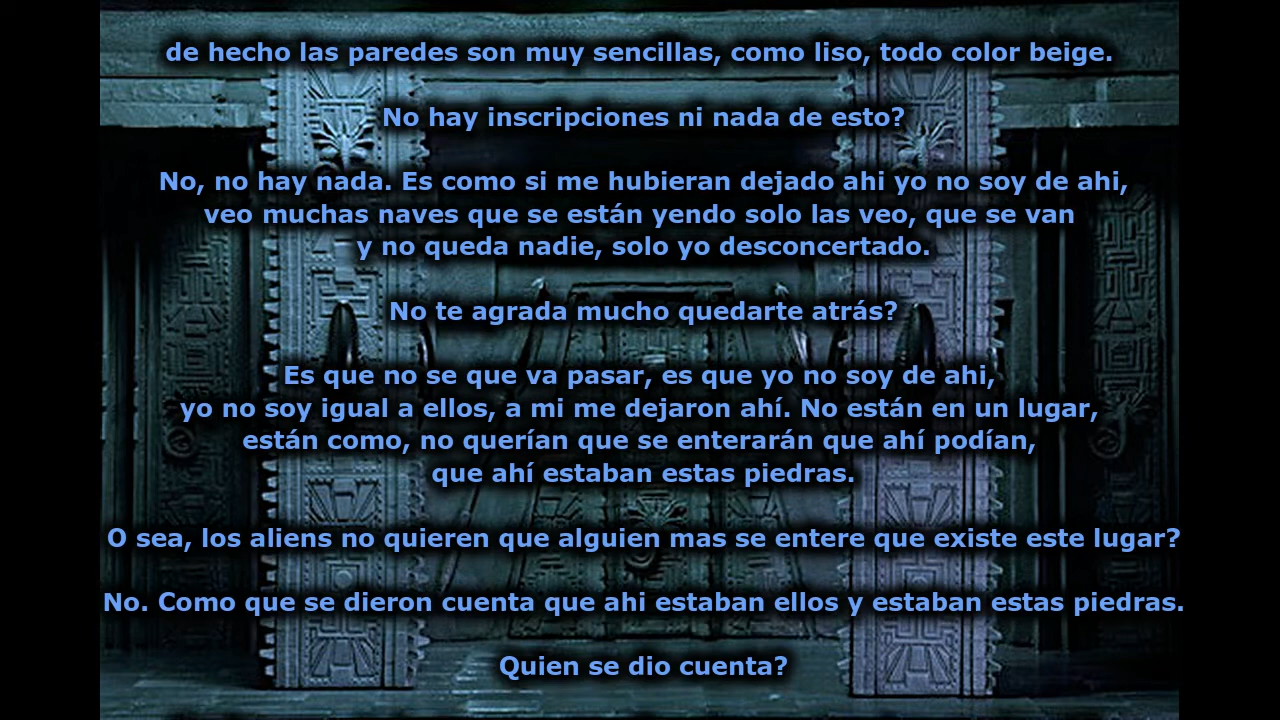 de hecho las paredes son muy sencillas, como liso, todo color beige.
No hay inscripciones ni nada de esto?
No, no hay nada. Es como si me hubieran dejado ahi yo no soy de ahi,
veo muchas naves que se están yendo solo las veo, que se van
y no queda nadie, solo yo desconcertado.
No te agrada mucho quedarte atrás?
Es que no se que va pasar, es que yo no soy de ahi,
yo no soy igual a ellos, a mi me dejaron ahí. No están en un lugar,
están como, no querían que se enterarán que ahí podían,
que ahí estaban estas piedras.
O sea, los aliens no quieren que alguien mas se entere que existe este lugar?
No. Como que se dieron cuenta que ahi estaban ellos y estaban estas piedras.
Quien se dio cuenta?